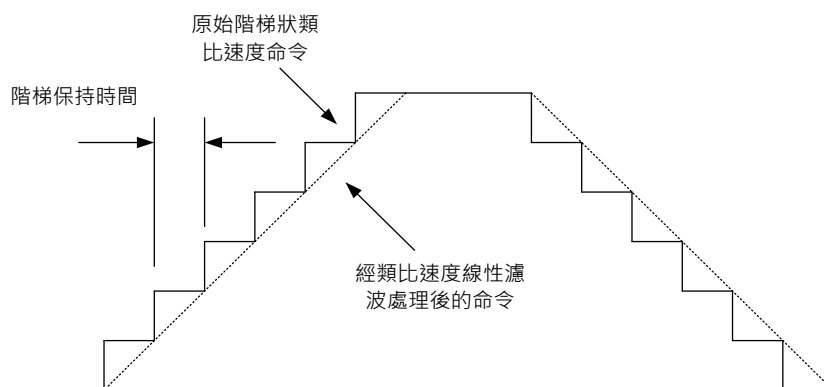 原始階梯狀類
比速度命令
階梯保持時間
經類比速度線性濾
波處理後的命令